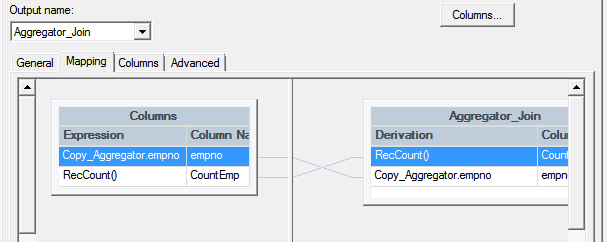 Output name:
Columns...
Aggregator_Join
General Mapping Columns Advanced
Columns
Expression Column Na
Copy_Aggregator.empno empno
RecCount() CountEmp
Aggregator_Join
Derivation Colu
RecCount() Count
Copy_Aggregator.empno empn